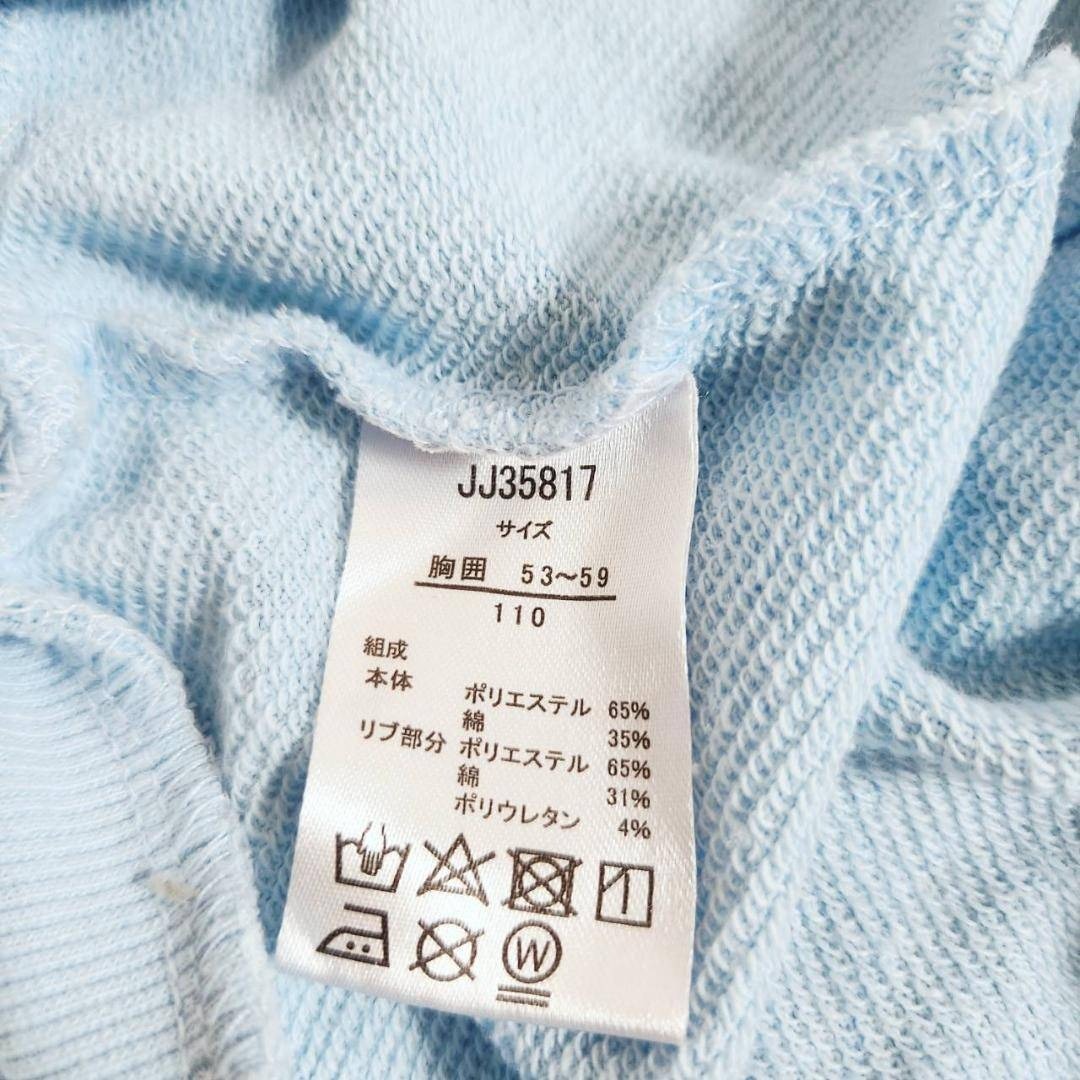 JJ35817
サイズ
胸囲 53~59
110
組成
本体 ポリエステル 65%
綿 35%
リブ部分 ポリエステル 65%
綿 31%
ポリウレタン 4%
W